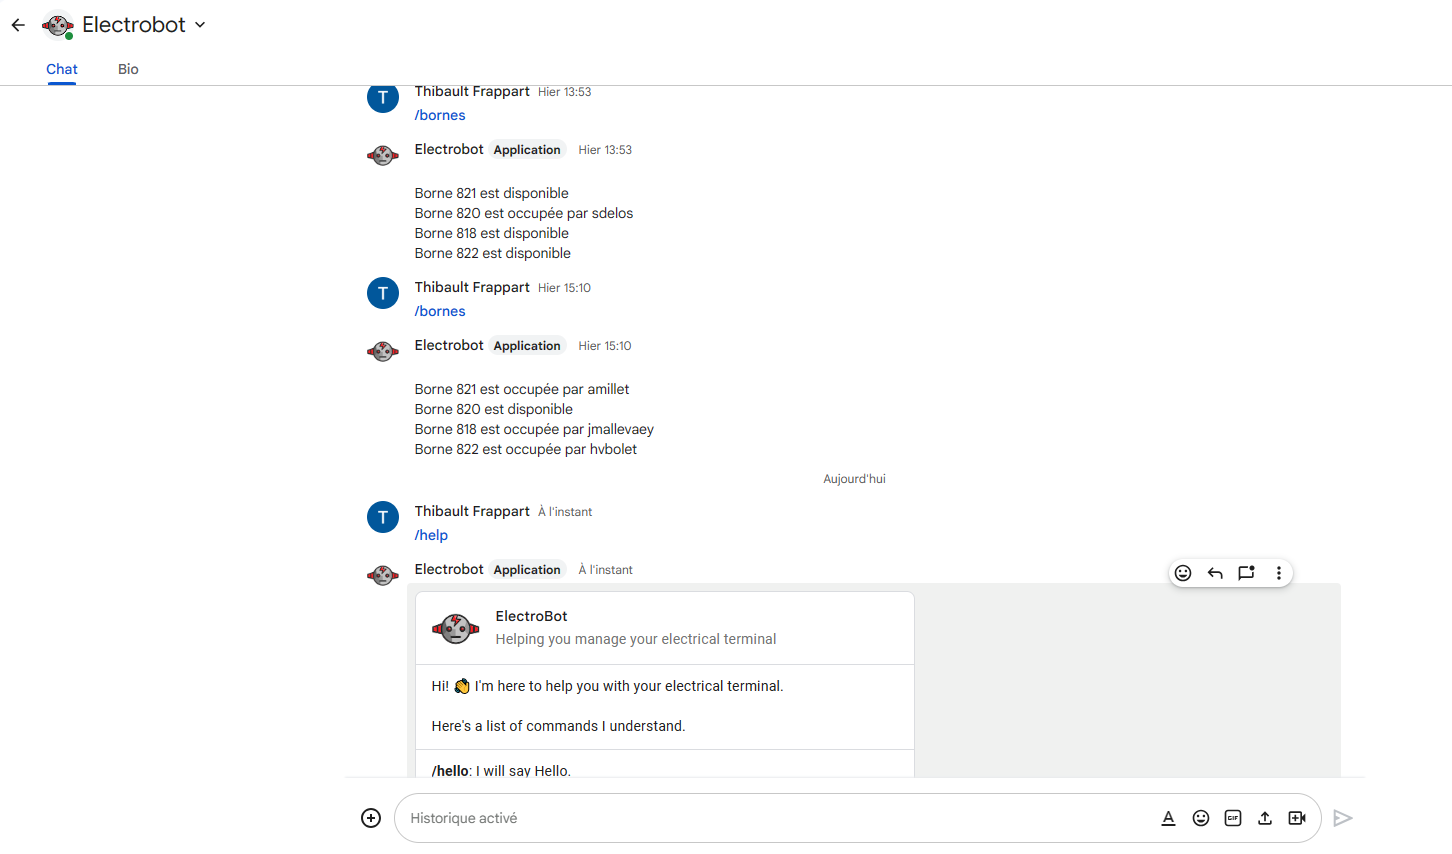 Electrobot
Chat Bio
Thibault Frappart Hier 13:53
/bornes
Electrobot Application Hier 13:53
Borne 821 est disponible
Borne 820 est occupée par sdelos
Borne 818 est disponible
Borne 822 est disponible
T
Thibault Frappart Hier 15:10
/bornes
Electrobot Application Hier 15:10
Borne 821 est occupée par amillet
Borne 820 est disponible
Borne 818 est occupée par jmallevaey
Borne 822 est occupée par hvbolet
Aujourd'hui
T
Thibault Frappart À l'instant
/help
Electrobot Application À l'instant
ElectroBot
Helping you manage your electrical terminal
Hi! 👏 I'm here to help you with your electrical terminal.
Here's a list of commands I understand.
/hello: I will say Hello.
Historique activé
GIF